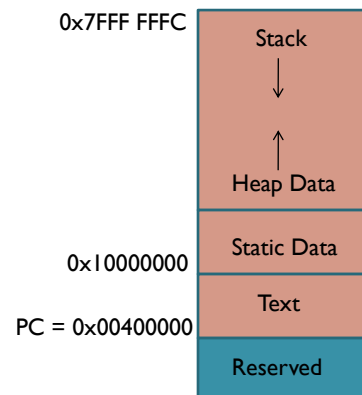 0x7FFF FFFC
Stack
Heap Data
Static Data
0x10000000
Text
PC = 0x00400000
Reserved